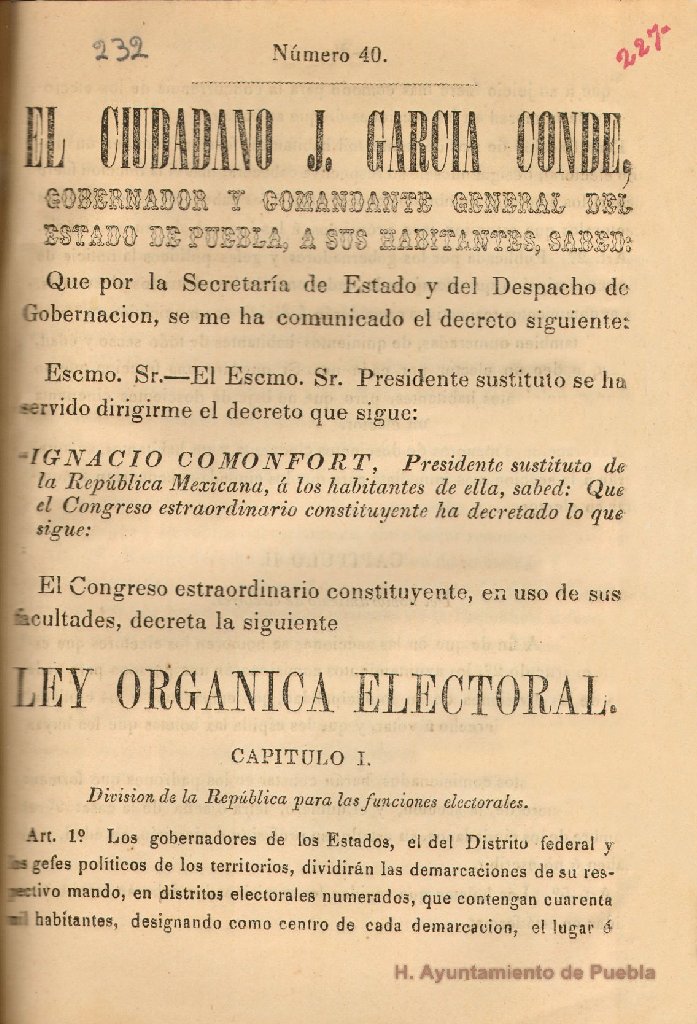 232
Número 40.
227-
EL CIUDADANO J. GARCIA CONDE,
GOBERNADOR Y COMANDANTE GENERAL DEL
ESTADO DE PUEBLA, A SUS HABITANTES, SABED:
Que por la Secretaría de Estado y del Despacho de
Gobernacion, se me ha comunicado el decreto siguiente:
Escmo. Sr.—El Escmo. Sr. Presidente sustituto se ha
servido dirigirme el decreto que sigue:
IGNACIO COMONFORT, Presidente sustituto de
la República Mexicana, á los habitantes de ella, sabed: Que
el Congreso estraordinario constituyente ha decretado lo que
sigue:
El Congreso estraordinario constituyente, en uso de sus
facultades, decreta la siguiente
LEY ORGANICA ELECTORAL.
CAPITULO I.
Division de la República para las funciones electorales.
Art. 1º Los gobernadores de los Estados, el del Distrito federal y
los gefes políticos de los territorios, dividirán las demarcaciones de su res-
pectivo mando, en distritos electorales numerados, que contengan cuarenta
mil habitantes, designando como centro de cada demarcacion, el lugar ó
H. Ayuntamiento de Puebla